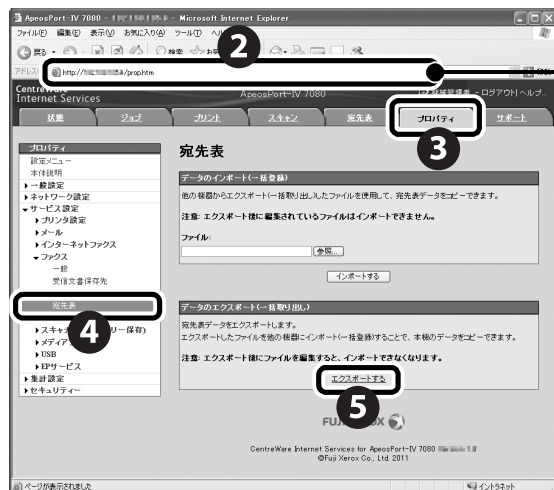 ApeosPort-IV 7080 - Microsoft Internet Explorer
ファイル(F) 編集(E) 表示(V) お気に入り(A) ツール(T)
戻る 検索
2
http:// /prop.htm
CentreWare
Internet Services
ApeosPort-IV 7080
ログアウト ヘルプ
状態 ジョブ プリント スキャン 宛先表 プロパティ サポート
3
プロパティ
設定メニュー
本体説明
一般設定
ネットワーク設定
サービス設定
プリンタ設定
メール
インターネットファクス
ファクス
一般
受信文書保存先
宛先表
4
USB
EPサービス
集計設定
セキュリティー
宛先表
データのインポート(一括登録)
他の機器からエクスポート(一括取り出し)したファイルを使用して、宛先表データをコピーできます。
注意: エクスポート後に編集されているファイルはインポートできません。
ファイル:
参照...
インポートする
データのエクスポート(一括取り出し)
宛先表データをエクスポートします。
エクスポートしたファイルを他の機器にインポート(一括登録)することで、本機のデータをコピーできます。
注意: エクスポート後にファイルを編集すると、インポートできなくなります。
エクスポートする
5
CentreWare Internet Services for ApeosPort-IV 7080
©Fuji Xerox Co., Ltd. 2011
ページが表示されました
イントラネット